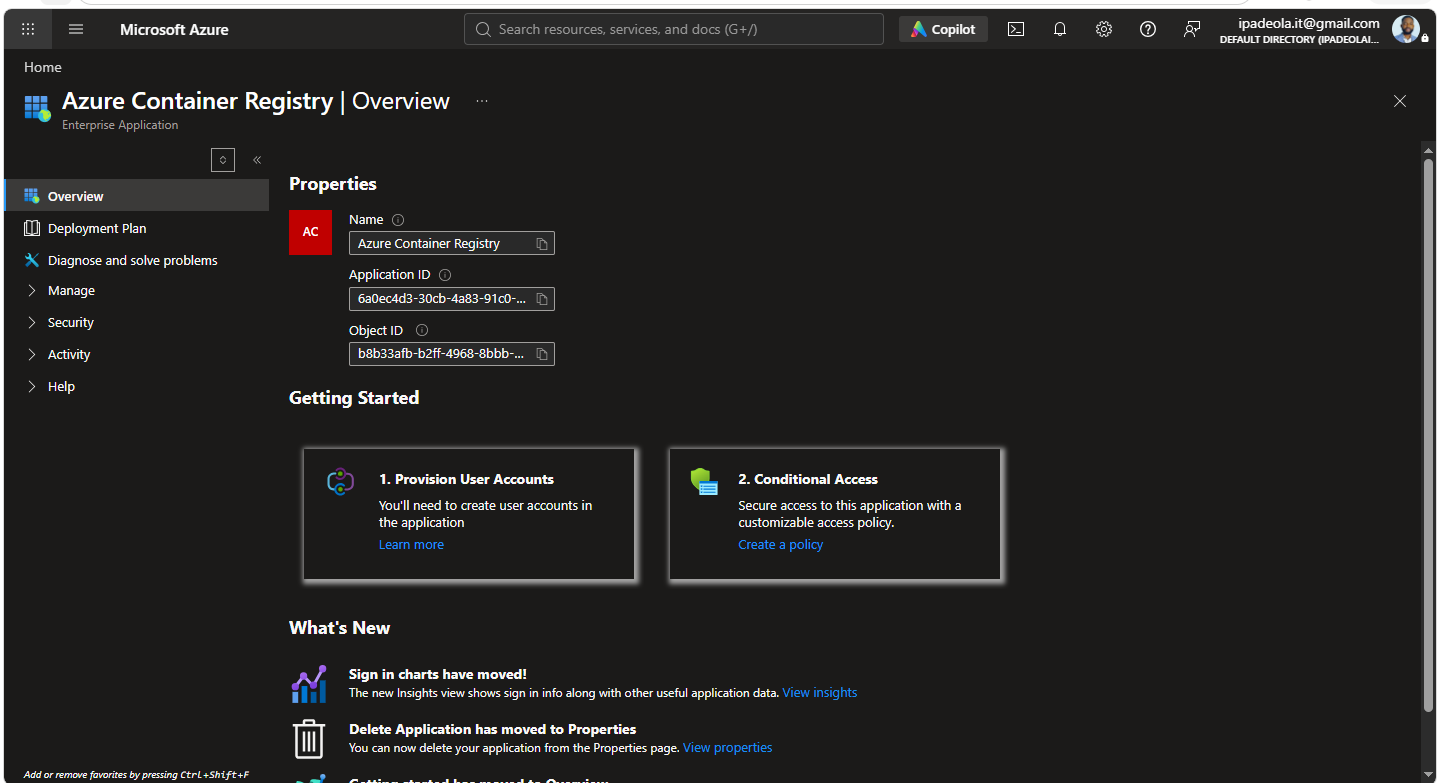 Microsoft Azure
Search resources, services, and docs (G+/)
Copilot
ipadeola.it@gmail.com
DEFAULT DIRECTORY (IPADEOLAI...
Home
Azure Container Registry | Overview ...
Enterprise Application
Overview
Deployment Plan
Diagnose and solve problems
Manage
Security
Activity
Help
Add or remove favorites by pressing Ctrl+Shift+F
Properties
AC
Name
Azure Container Registry
Application ID
6a0ec4d3-30cb-4a83-91c0-...
Object ID
b8b33afb-b2ff-4968-8bbb-...
Getting Started
1. Provision User Accounts
You'll need to create user accounts in
the application
Learn more
2. Conditional Access
Secure access to this application with a
customizable access policy.
Create a policy
What's New
Sign in charts have moved!
The new Insights view shows sign in info along with other useful application data. View insights
Delete Application has moved to Properties
You can now delete your application from the Properties page. View properties
Getting started has moved to Overview